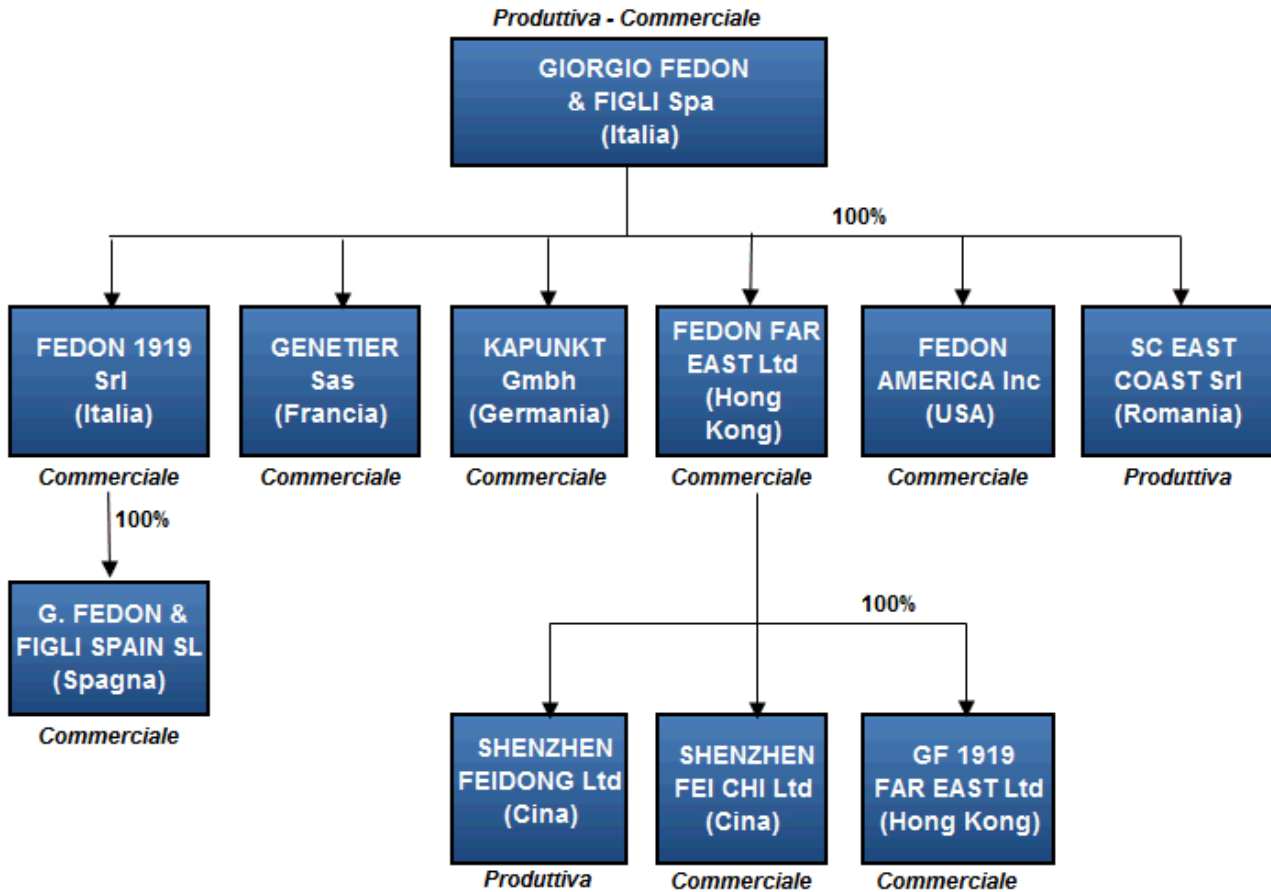 Produttiva - Commerciale
GIORGIO FEDON
& FIGLI Spa
(Italia)
100%
FEDON 1919
Srl
(Italia)
Commerciale
GENETIER
Sas
(Francia)
Commerciale
KAPUNKT
Gmbh
(Germania)
Commerciale
FEDON FAR
EAST Ltd
(Hong
Kong)
Commerciale
FEDON
AMERICA Inc
(USA)
Commerciale
SC EAST
COAST Srl
(Romania)
Produttiva
100%
G. FEDON &
FIGLI SPAIN SL
(Spagna)
Commerciale
100%
SHENZHEN
FEIDONG Ltd
(Cina)
Produttiva
SHENZHEN
FEI CHI Ltd
(Cina)
Commerciale
GF 1919
FAR EAST Ltd
(Hong Kong)
Commerciale